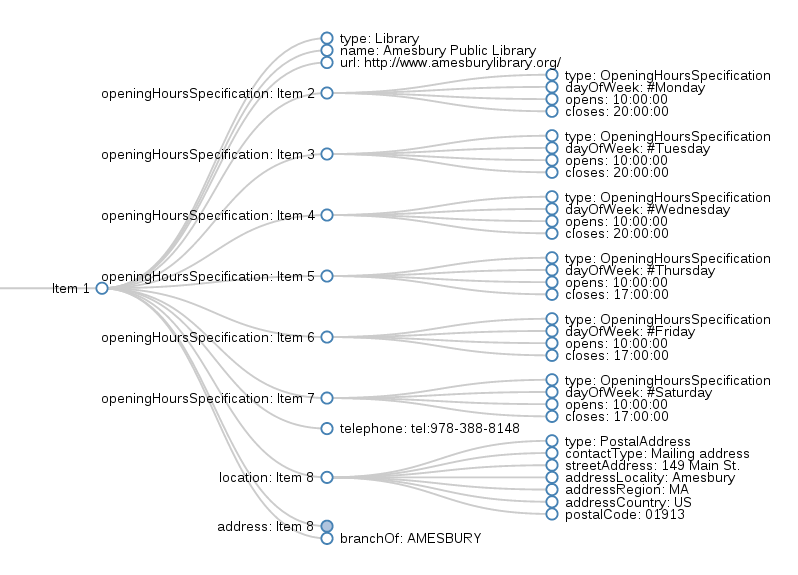 type: Library
name: Amesbury Public Library
url: http://www.amesburylibrary.org/
openingHoursSpecification: Item 2
type: OpeningHoursSpecification
dayOfWeek: #Monday
opens: 10:00:00
closes: 20:00:00
openingHoursSpecification: Item 3
type: OpeningHoursSpecification
dayOfWeek: #Tuesday
opens: 10:00:00
closes: 20:00:00
openingHoursSpecification: Item 4
type: OpeningHoursSpecification
dayOfWeek: #Wednesday
opens: 10:00:00
closes: 20:00:00
openingHoursSpecification: Item 5
type: OpeningHoursSpecification
dayOfWeek: #Thursday
opens: 10:00:00
closes: 17:00:00
Item 1
openingHoursSpecification: Item 6
type: OpeningHoursSpecification
dayOfWeek: #Friday
opens: 10:00:00
closes: 17:00:00
openingHoursSpecification: Item 7
type: OpeningHoursSpecification
dayOfWeek: #Saturday
opens: 10:00:00
closes: 17:00:00
telephone: tel:978-388-8148
location: Item 8
type: PostalAddress
contactType: Mailing address
streetAddress: 149 Main St.
addressLocality: Amesbury
addressRegion: MA
addressCountry: US
postalCode: 01913
address: Item 8
branchOf: AMESBURY